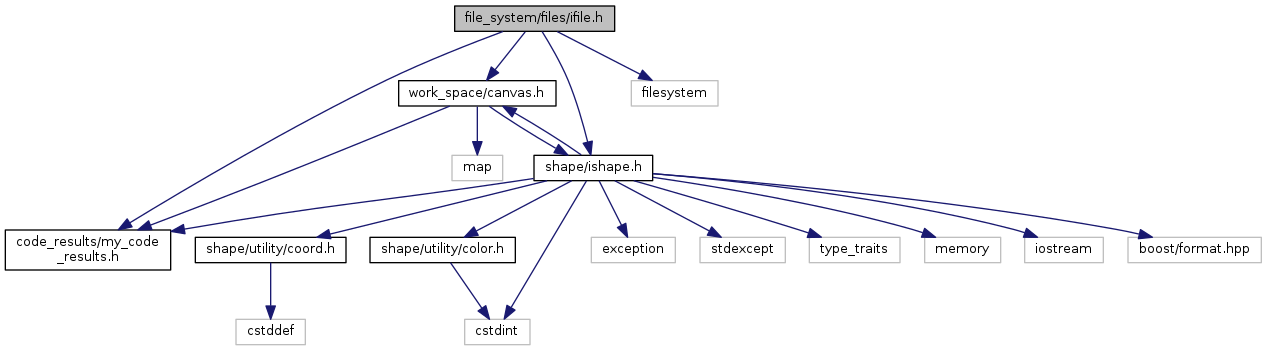 file_system/files/ifile.h
work_space/canvas.h
filesystem
map
shape/ishape.h
code_results/my_code
_results.h
shape/utility/coord.h
shape/utility/color.h
exception
stdexcept
type_traits
memory
iostream
boost/format.hpp
cstddef
cstdint